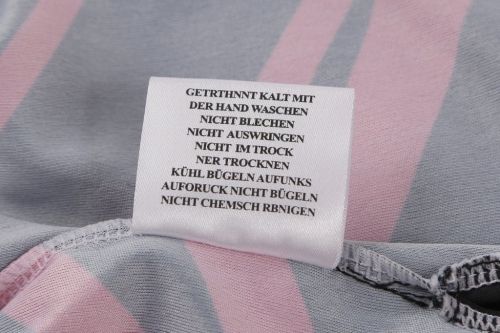 GETRTHNNT KALT MIT
DER HAND WASCHEN
NICHT BLECHEN
NICHT AUSWRINGEN
NICHT IM TROCK
NER TROCKNEN
KÜHL BÜGELN AUFUNKS
AUFORUCK NICHT BÜGELN
NICHT CHEMSCH RBNIGEN